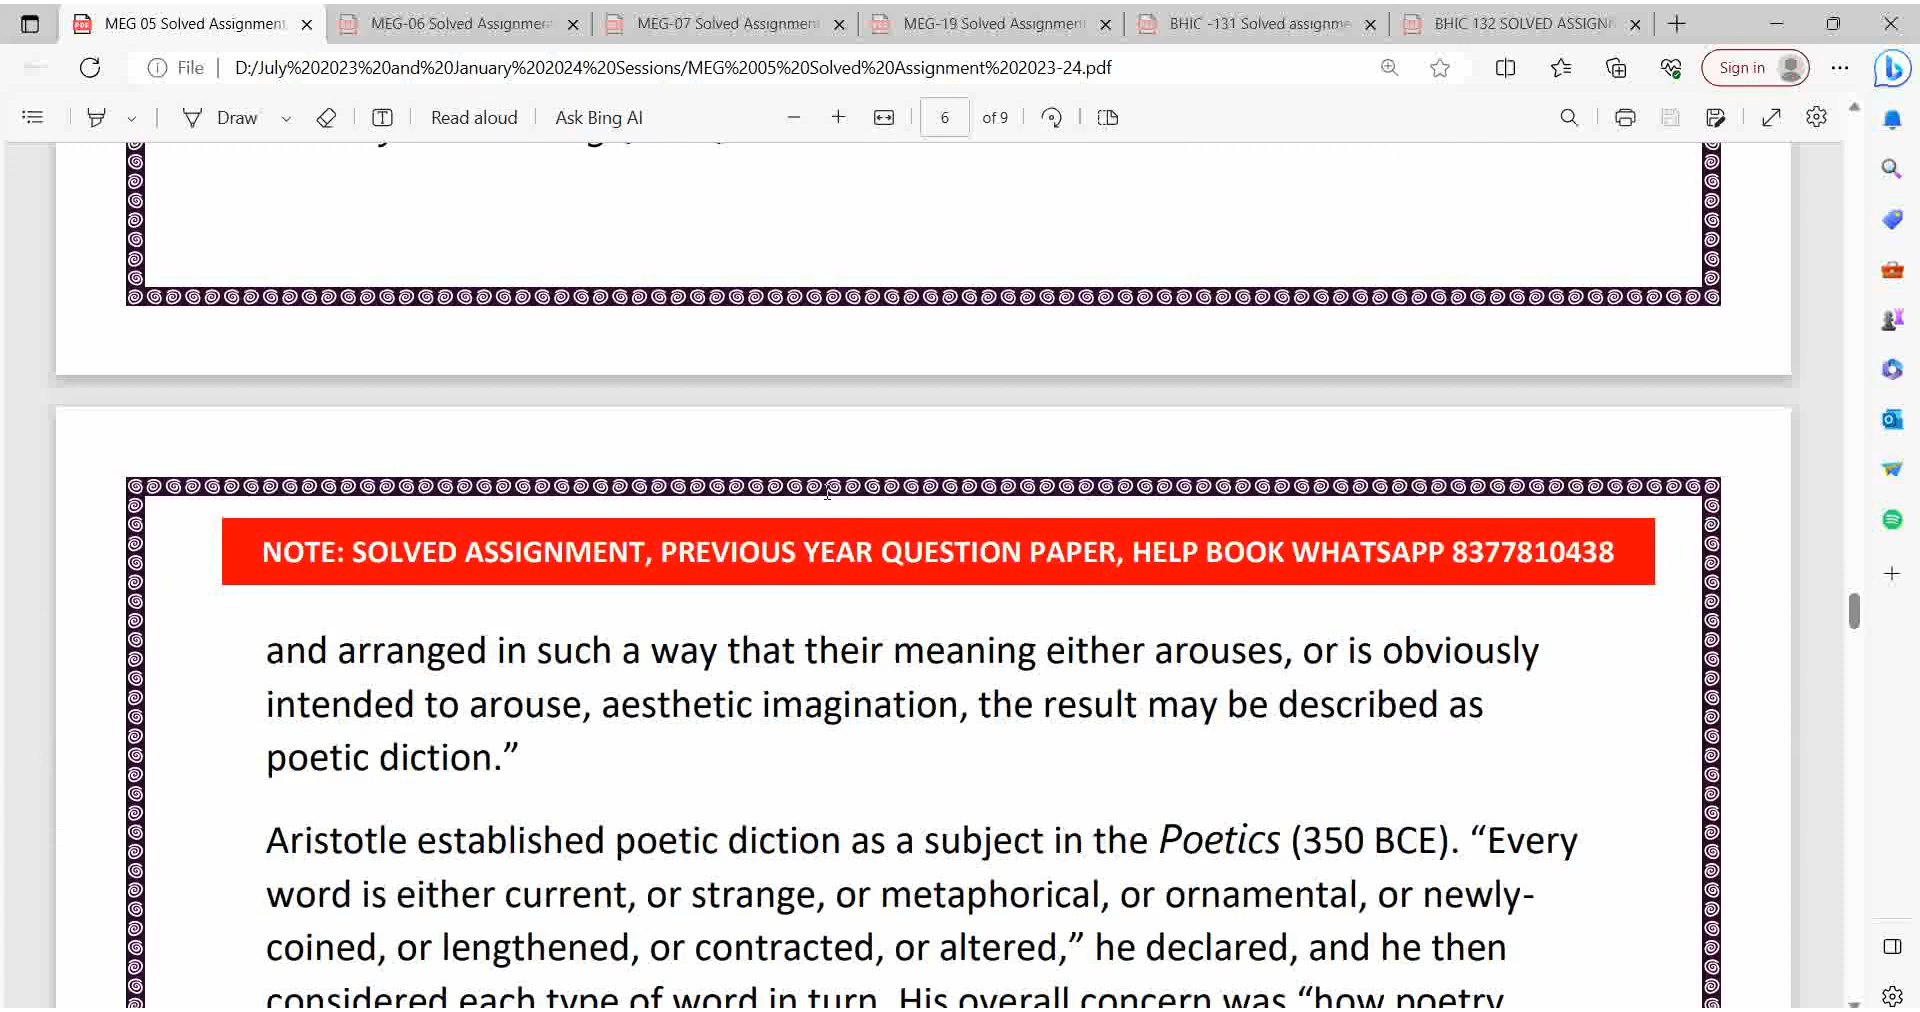 MEG 05 Solved Assignment
MEG-06 Solved Assignmen
MEG-07 Solved Assignment
MEG-19 Solved Assignment
BHIC -131 Solved assignme
BHIC 132 SOLVED ASSIGN
File
D:/July%202023%20and%20January%202024%20Sessions/MEG%2005%20Solved%20Assignment%202023-24.pdf
Sign in
Draw
Read aloud
Ask Bing AI
6
of 9
NOTE: SOLVED ASSIGNMENT, PREVIOUS YEAR QUESTION PAPER, HELP BOOK WHATSAPP 8377810438
and arranged in such a way that their meaning either arouses, or is obviously
intended to arouse, aesthetic imagination, the result may be described as
poetic diction.”
Aristotle established poetic diction as a subject in the Poetics (350 BCE). “Every
word is either current, or strange, or metaphorical, or ornamental, or newly-
coined, or lengthened, or contracted, or altered,” he declared, and he then
considered each type of word in turn. His overall concern was “how poetry